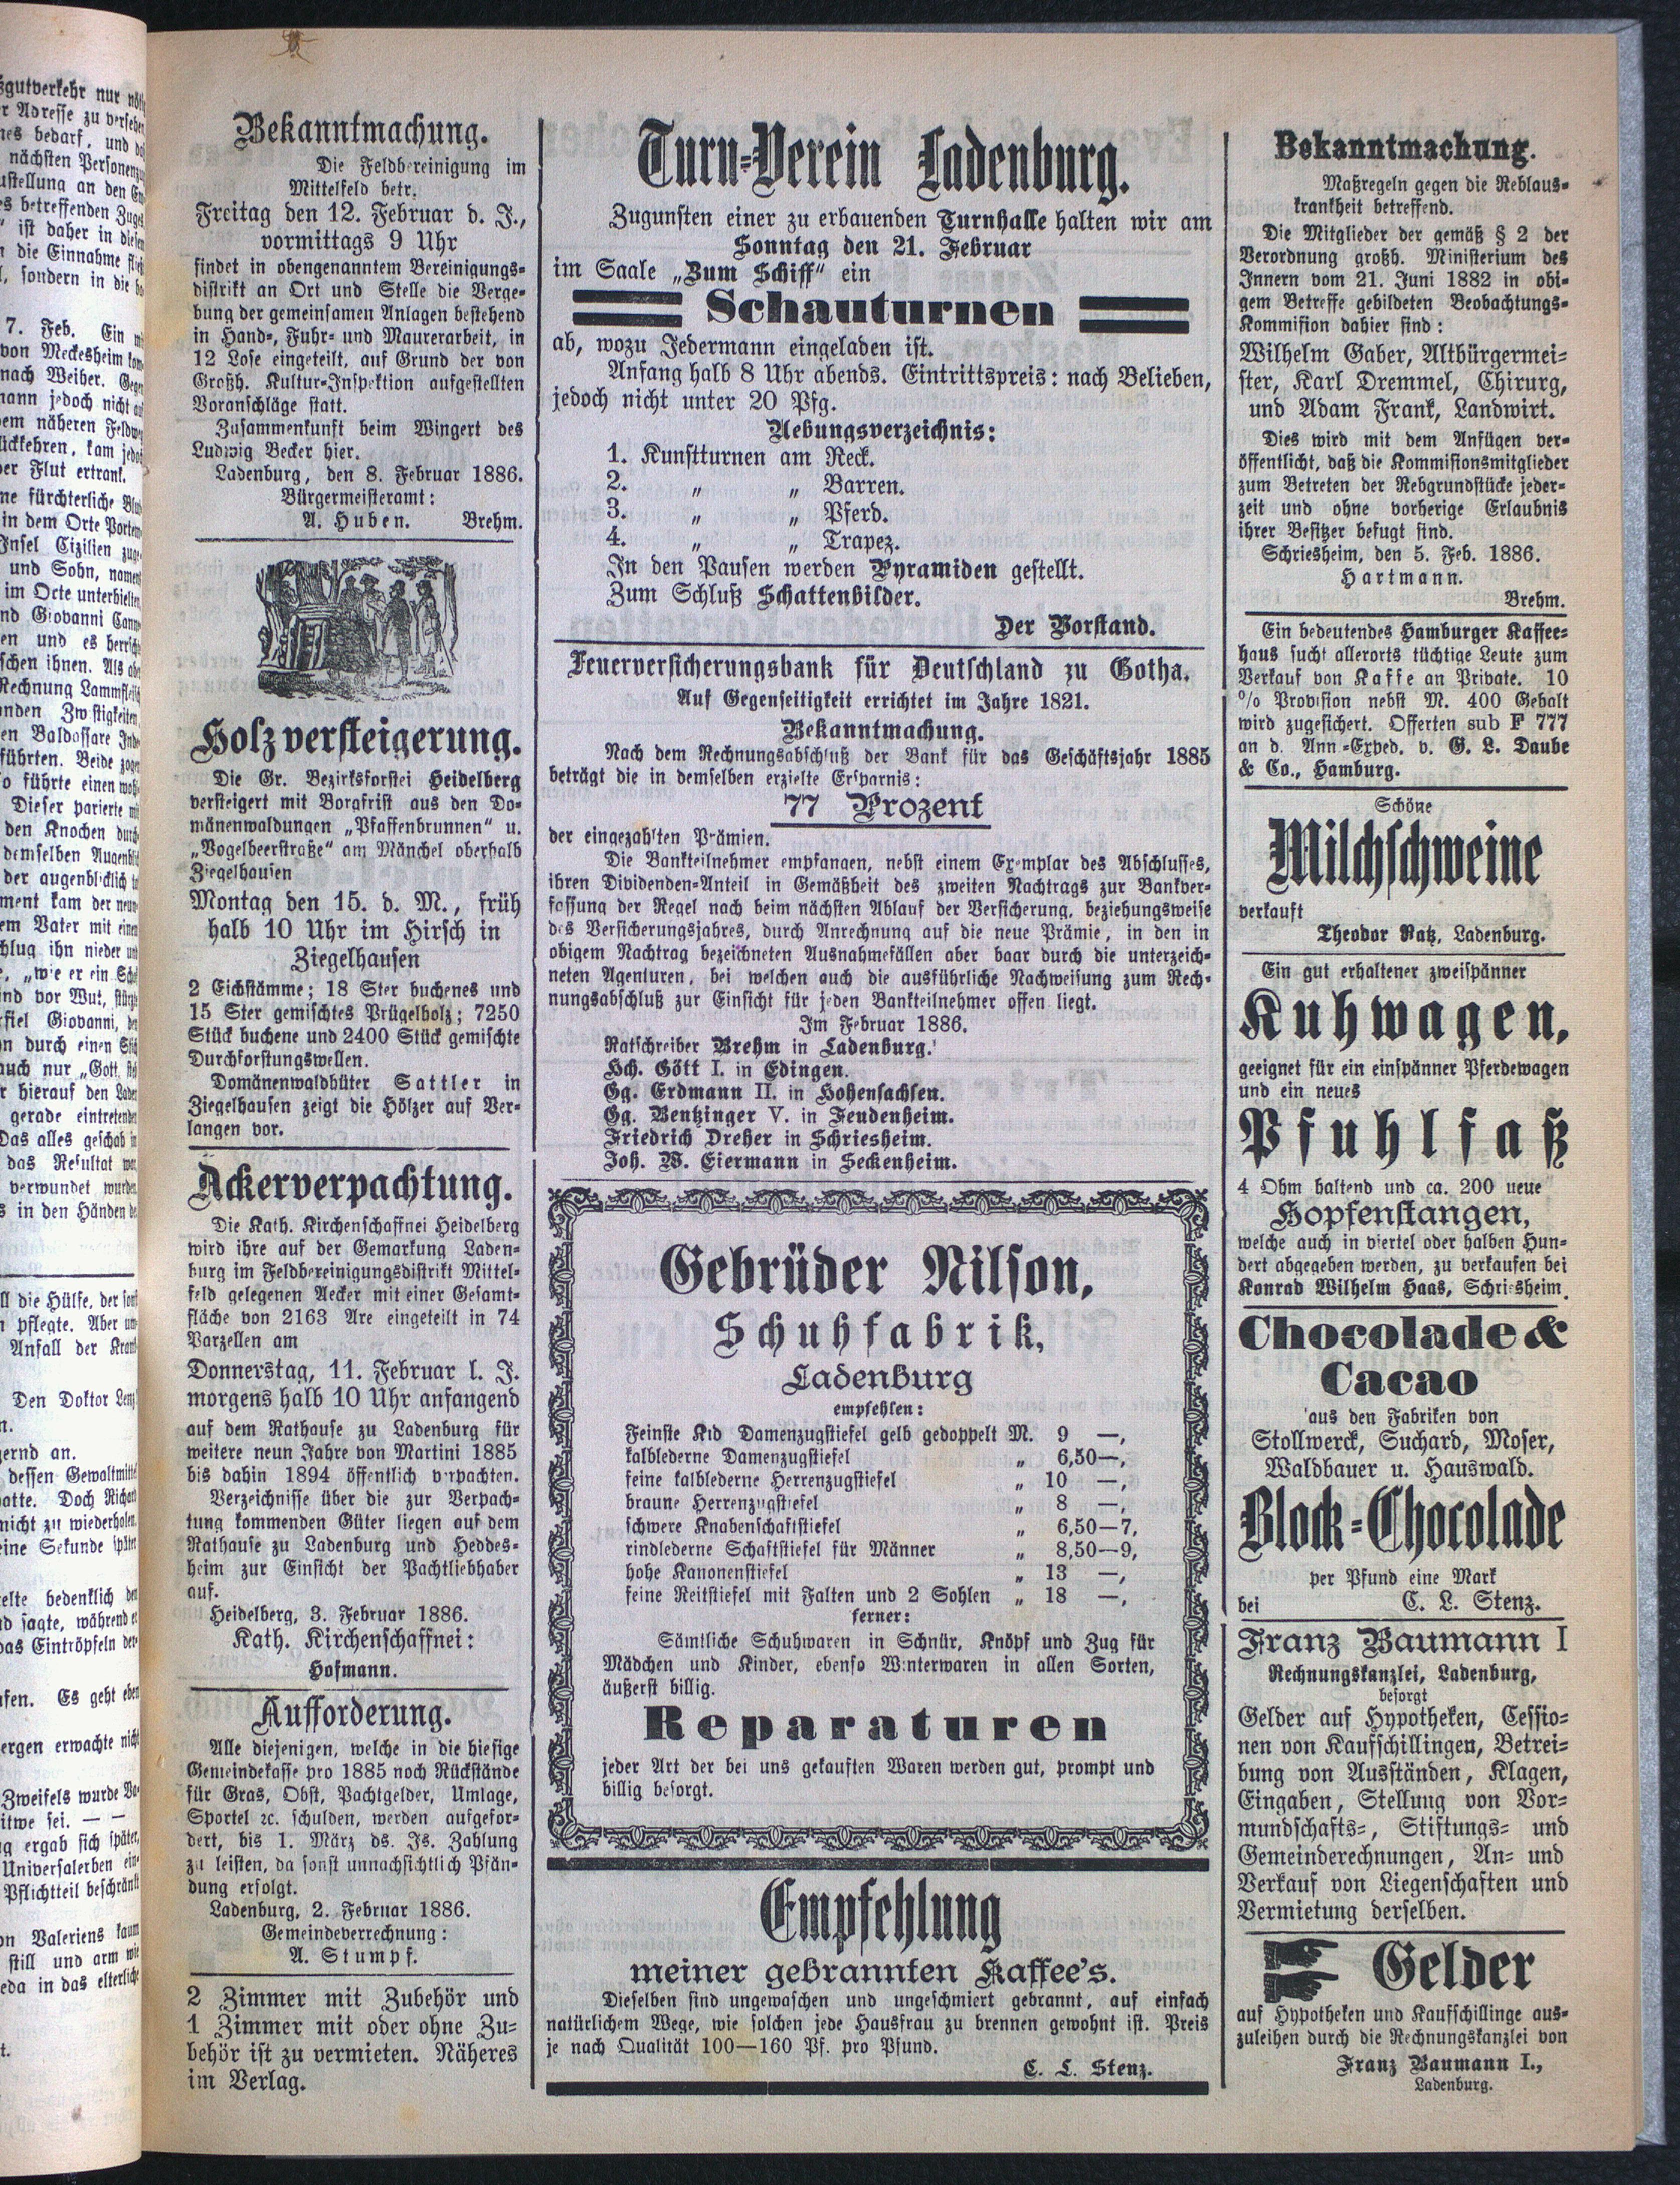 Bekanntmachung.
Die Feldbereinigung im
Mittelfeld betr.
Freitag den 12. Februar d. J.,
vormittags 9 Uhr
findet in obengenanntem Bereinigungs-
distrikt an Ort und Stelle die Verge-
bung der gemeinsamen Anlagen bestehend
in Hand-, Fuhr- und Maurerarbeit, in
12 Lose eingeteilt, auf Grund der von
Großh. Kultur-Inspektion aufgestellten
Voranschläge statt.
Zusammenkunft beim Wingert des
Ludwig Becker hier.
Ladenburg, den 8. Februar 1886.
Bürgermeisteramt:
A. Huben. Brehm.
Holzversteigerung.
Die Gr. Bezirksforstei Heidelberg
versteigert mit Borgfrist aus den Do-
mänenwaldungen „Pfaffenbrunnen“ u.
„Vogelbeerstraße“ am Mänchel oberhalb
Ziegelhausen
Montag den 15. d. M., früh
halb 10 Uhr im Hirsch in
Ziegelhausen
2 Eichstämme; 18 Ster buchenes und
15 Ster gemischtes Prügelholz; 7250
Stück buchene und 2400 Stück gemischte
Durchforstungswellen.
Domänenwaldhüter Sattler in
Ziegelhausen zeigt die Hölzer auf Ver-
langen vor.
Ackerverpachtung.
Die Kath. Kirchenschaffnei Heidelberg
wird ihre auf der Gemarkung Laden-
burg im Feldbereinigungsdistrikt Mittel-
feld gelegenen Aecker mit einer Gesamt-
fläche von 2163 Are eingeteilt in 74
Parzellen am
Donnerstag, 11. Februar l. J.
morgens halb 10 Uhr anfangend
auf dem Rathause zu Ladenburg für
weitere neun Jahre von Martini 1885
bis dahin 1894 öffentlich verpachten.
Verzeichnisse über die zur Verpach-
tung kommenden Güter liegen auf dem
Rathause zu Ladenburg und Heddes-
heim zur Einsicht der Pachtliebhaber
auf.
Heidelberg, 3. Februar 1886.
Kath. Kirchenschaffnei:
Hofmann.
Aufforderung.
Alle diejenigen, welche in die hiesige
Gemeindekasse pro 1885 noch Rückstände
für Gras, Obst, Pachtgelder, Umlage,
Sportel ꝛc. schulden, werden aufgefor-
dert, bis 1. März ds. Js. Zahlung
zu leisten, da sonst unnachsichtlich Pfän-
dung erfolgt.
Ladenburg, 2. Februar 1886.
Gemeindeverrechnung:
A. Stumpf.
2 Zimmer mit Zubehör und
1 Zimmer mit oder ohne Zu-
behör ist zu vermieten. Näheres
im Verlag.
Turn-Verein Ladenburg.
Zugunsten einer zu erbauenden Turnhalle halten wir am
Sonntag den 21. Februar
im Saale „Zum Schiff“ ein
Schauturnen
ab, wozu Jedermann eingeladen ist.
Anfang halb 8 Uhr abends. Eintrittspreis: nach Belieben,
jedoch nicht unter 20 Pfg.
Uebungsverzeichnis:
1. Kunstturnen am Reck.
2. „ „ Barren.
3. „ „ Pferd.
4. „ „ Trapez.
In den Pausen werden Pyramiden gestellt.
Zum Schluß Schattenbilder.
Der Vorstand.
Feuerversicherungsbank für Deutschland zu Gotha.
Auf Gegenseitigkeit errichtet im Jahre 1821.
Bekanntmachung.
Nach dem Rechnungsabschluß der Bank für das Geschäftsjahr 1885
beträgt die in demselben erzielte Ersparnis:
77 Prozent
der eingezahlten Prämien.
Die Bankteilnehmer empfangen, nebst einem Exemplar des Abschlusses,
ihren Dividenden-Anteil in Gemäßheit des zweiten Nachtrags zur Bankver-
fassung der Regel nach beim nächsten Ablauf der Versicherung, beziehungsweise
des Versicherungsjahres, durch Anrechnung auf die neue Prämie, in den in
obigem Nachtrag bezeichneten Ausnahmefällen aber baar durch die unterzeich-
neten Agenturen, bei welchen auch die ausführliche Nachweisung zum Rech-
nungsabschluß zur Einsicht für jeden Bankteilnehmer offen liegt.
Im Februar 1886.
Ratschreiber Brehm in Ladenburg.
Hch. Gött I. in Edingen.
Gg. Erdmann II. in Hohensachsen.
Gg. Bentzinger V. in Feudenheim.
Friedrich Dreher in Schriesheim.
Joh. W. Eiermann in Seckenheim.
Gebrüder Nilson,
Schuhfabrik,
Ladenburg
empfehlen:
Feinste Kid Damenzugstiefel gelb gedoppelt M. 9 —,
kalblederne Damenzugstiefel „ 6,50—,
feine kalblederne Herrenzugstiefel „ 10 —,
braune Herrenzugstiefel „ 8 —,
schwere Knabenschaftstiefel „ 6,50—7,
rindlederne Schaftstiefel für Männer „ 8,50—9,
hohe Kanonenstiefel „ 13 —,
feine Reitstiefel mit Falten und 2 Sohlen „ 18 —,
ferner:
Sämtliche Schuhwaren in Schnür, Knöpf und Zug für
Mädchen und Kinder, ebenso Winterwaren in allen Sorten,
äußerst billig.
Reparaturen
jeder Art der bei uns gekauften Waren werden gut, prompt und
billig besorgt.
Empfehlung
meiner gebrannten Kaffee's.
Dieselben sind ungewaschen und ungeschmiert gebrannt, auf einfach
natürlichem Wege, wie solchen jede Hausfrau zu brennen gewohnt ist. Preis
je nach Qualität 100—160 Pf. pro Pfund.
C. L. Stenz.
Bekanntmachung.
Maßregeln gegen die Reblaus-
krankheit betreffend.
Die Mitglieder der gemäß § 2 der
Verordnung großh. Ministerium des
Innern vom 21. Juni 1882 in obi-
gem Betreffe gebildeten Beobachtungs-
Kommision dahier sind:
Wilhelm Gaber, Altbürgermei-
ster, Karl Dremmel, Chirurg,
und Adam Frank, Landwirt.
Dies wird mit dem Anfügen ver-
öffentlicht, daß die Kommisionsmitglieder
zum Betreten der Rebgrundstücke jeder-
zeit und ohne vorherige Erlaubnis
ihrer Besitzer befugt sind.
Schriesheim, den 5. Feb. 1886.
Hartmann.
Brehm.
Ein bedeutendes Hamburger Kaffee-
haus sucht allerorts tüchtige Leute zum
Verkauf von Kaffe an Private. 10
% Provision nebst M. 400 Gehalt
wird zugesichert. Offerten sub F 777
an d. Ann.-Exped. v. G. L. Daube
& Co., Hamburg.
Schöne
Milchschweine
verkauft
Theodor Ratz, Ladenburg.
Ein gut erhaltener zweispänner
Kuhwagen,
geeignet für ein einspänner Pferdewagen
und ein neues
Pfuhlfaß
4 Ohm haltend und ca. 200 neue
Hopfenstangen,
welche auch in viertel oder halben Hun-
dert abgegeben werden, zu verkaufen bei
Konrad Wilhelm Haas, Schriesheim.
Chocolade &
Cacao
aus den Fabriken von
Stollwerck, Suchard, Moser,
Waldbauer u. Hauswald.
Block-Chocolade
per Pfund eine Mark
bei C. L. Stenz.
Franz Baumann I
Rechnungskanzlei, Ladenburg,
besorgt
Gelder auf Hypotheken, Cessio-
nen von Kaufschillingen, Betrei-
bung von Ausständen, Klagen,
Eingaben, Stellung von Vor-
mundschafts-, Stiftungs- und
Gemeinderechnungen, An- und
Verkauf von Liegenschaften und
Vermietung derselben.
Gelder
auf Hypotheken und Kaufschillinge aus-
zuleihen durch die Rechnungskanzlei von
Franz Baumann I.,
Ladenburg.